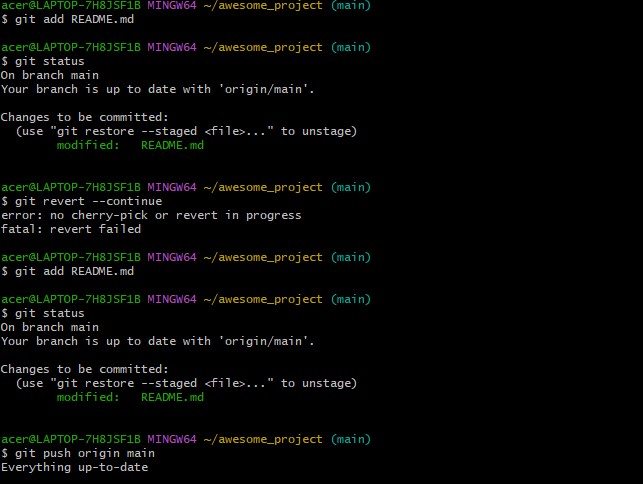 acer@LAPTOP-7H8JSF1B MINGW64 ~/awesome_project (main)
$ git add README.md
acer@LAPTOP-7H8JSF1B MINGW64 ~/awesome_project (main)
$ git status
On branch main
Your branch is up to date with 'origin/main'.
Changes to be committed:
  (use "git restore --staged <file>..." to unstage)
        modified:   README.md
acer@LAPTOP-7H8JSF1B MINGW64 ~/awesome_project (main)
$ git revert --continue
error: no cherry-pick or revert in progress
fatal: revert failed
acer@LAPTOP-7H8JSF1B MINGW64 ~/awesome_project (main)
$ git add README.md
acer@LAPTOP-7H8JSF1B MINGW64 ~/awesome_project (main)
$ git status
On branch main
Your branch is up to date with 'origin/main'.
Changes to be committed:
  (use "git restore --staged <file>..." to unstage)
        modified:   README.md
acer@LAPTOP-7H8JSF1B MINGW64 ~/awesome_project (main)
$ git push origin main
Everything up-to-date